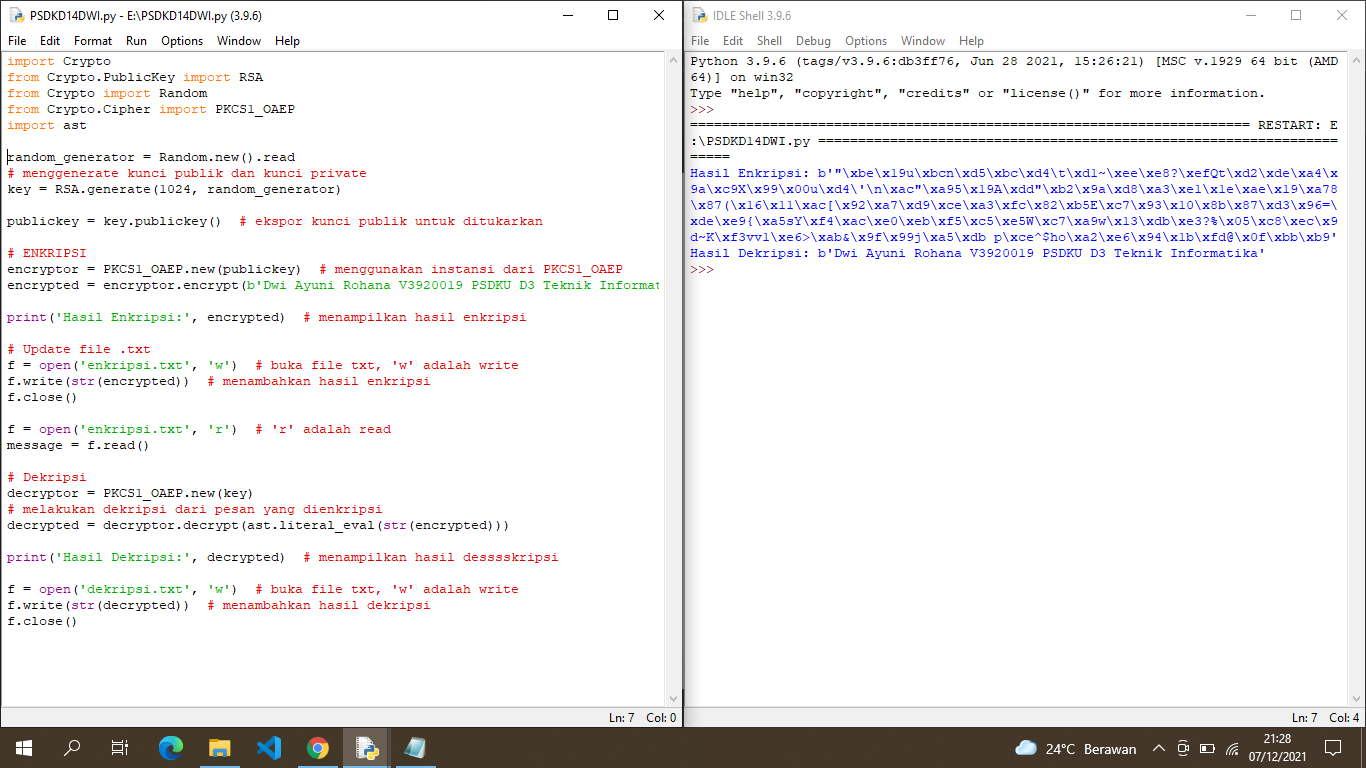 PSDKD14DWI.py - E:\PSDKD14DWI.py (3.9.6)
File Edit Format Run Options Window Help
import Crypto
from Crypto.PublicKey import RSA
from Crypto import Random
from Crypto.Cipher import PKCS1_OAEP
import ast
random_generator = Random.new().read
# menggenerate kunci publik dan kunci private
key = RSA.generate(1024, random_generator)
publickey = key.publickey()  # ekspor kunci publik untuk ditukarkan
# ENKRIPSI
encryptor = PKCS1_OAEP.new(publickey)  # menggunakan instansi dari PKCS1_OAEP
encrypted = encryptor.encrypt(b'Dwi Ayuni Rohana V3920019 PSDKU D3 Teknik Informat
print('Hasil Enkripsi:', encrypted)  # menampilkan hasil enkripsi
# Update file .txt
f = open('enkripsi.txt', 'w')  # buka file txt, 'w' adalah write
f.write(str(encrypted))  # menambahkan hasil enkripsi
f.close()
f = open('enkripsi.txt', 'r')  # 'r' adalah read
message = f.read()
# Dekripsi
decryptor = PKCS1_OAEP.new(key)
# melakukan dekripsi dari pesan yang dienkripsi
decrypted = decryptor.decrypt(ast.literal_eval(str(encrypted)))
print('Hasil Dekripsi:', decrypted)  # menampilkan hasil desssskripsi
f = open('dekripsi.txt', 'w')  # buka file txt, 'w' adalah write
f.write(str(decrypted))  # menambahkan hasil dekripsi
f.close()
Ln: 7 Col: 0
IDLE Shell 3.9.6
File Edit Shell Debug Options Window Help
Python 3.9.6 (tags/v3.9.6:db3ff76, Jun 28 2021, 15:26:21) [MSC v.1929 64 bit (AMD
64)] on win32
Type "help", "copyright", "credits" or "license()" for more information.
>>>
====================================================================== RESTART: E
:\PSDKD14DWI.py =================================================================
=====
Hasil Enkripsi: b'"\xbe\x19u\xbcn\xd5\xbc\xd4\t\xd1~\xee\xe8?\xefQt\xd2\xde\xa4\x
9a\xc9X\x99\x00u\xd4\'\n\xac"\xa95\x19A\xdd"\xb2\x9a\xd8\xa3\xe1\x1e\xae\x19\xa78
\x87(\x16\x11\xac[\x92\xa7\xd9\xce\xa3\xfc\x82\xb5E\xc7\x93\x10\x8b\x87\xd3\x96=\
\xde\xe9{\xa5sY\xf4\xac\xe0\xeb\xf5\xc5\xe5W\xc7\xa9w\x13\xdb\xe3?%\x05\xc8\xec\x9
d~K\xf3vv1\xe6>\xab&\x9f\x99j\xa5\xdb p\xce^$ho\xa2\xe6\x94\x1b\xfd@\x0f\xbb\xb9'
Hasil Dekripsi: b'Dwi Ayuni Rohana V3920019 PSDKU D3 Teknik Informatika'
>>>
Ln: 7 Col: 4
24°C Berawan
21:28
07/12/2021